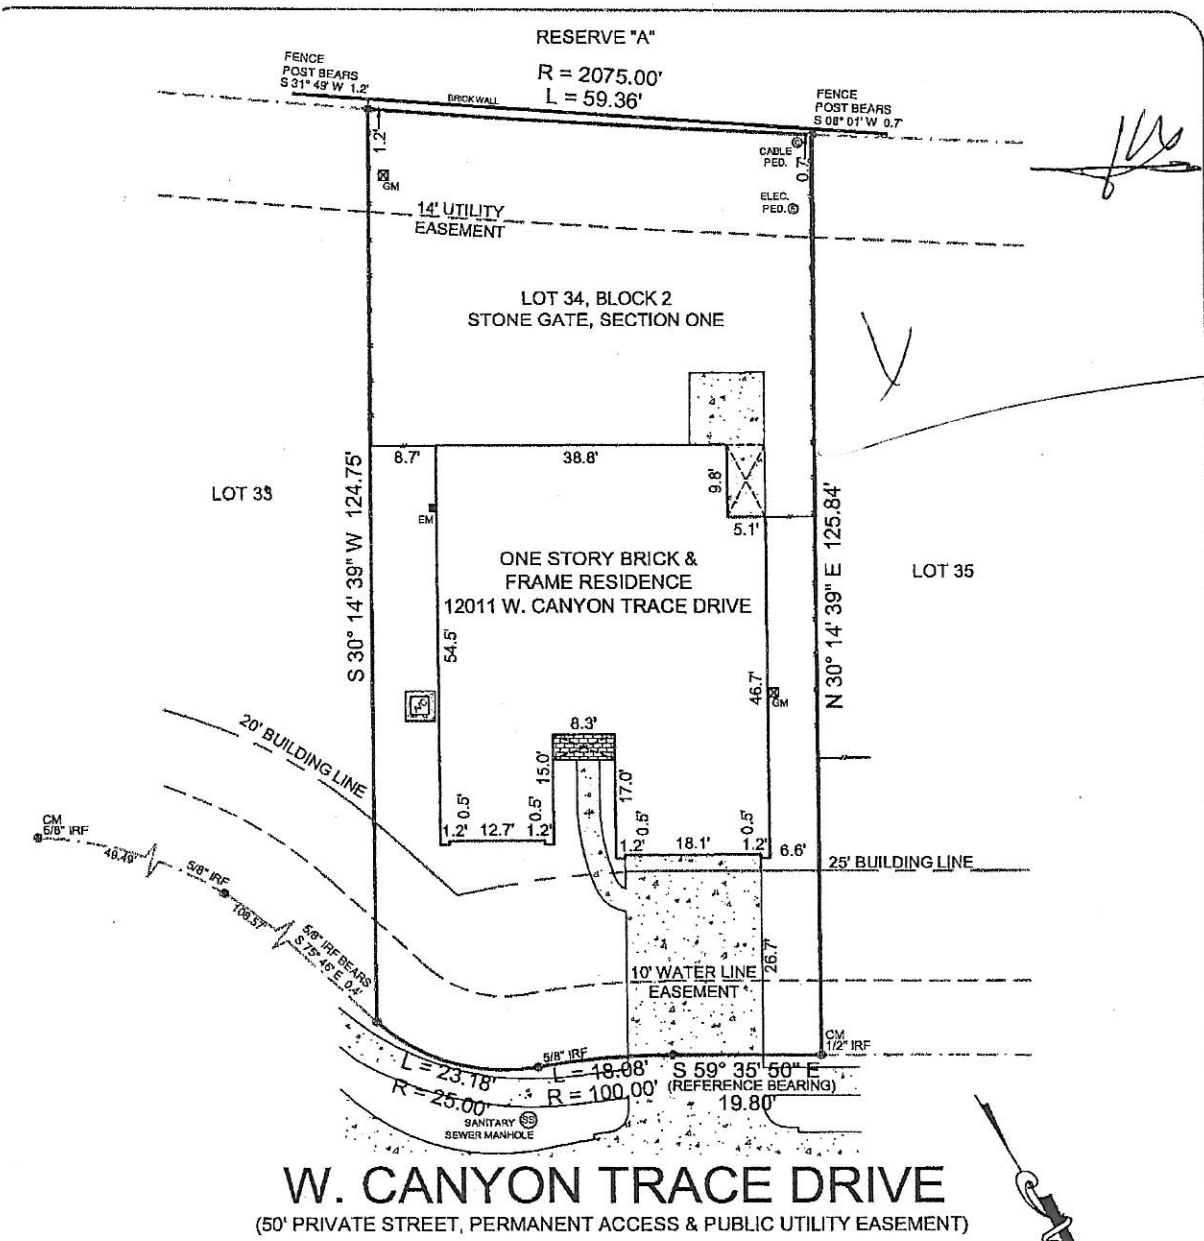 RESERVE "A"
R = 2075.00'
L = 59.36'
FENCE
POST BEARS
S 31° 49' W 1.2'
BRICK WALL
FENCE
POST BEARS
S 08° 01' W 0.7'
1.2'
GM
CABLE
PED.
0.7'
ELEC.
PED. E
14' UTILITY
EASEMENT
LOT 34, BLOCK 2
STONE GATE, SECTION ONE
8.7'
38.8'
9.8'
5.1'
S 30° 14' 39" W 124.75'
LOT 33
EM
ONE STORY BRICK &
FRAME RESIDENCE
12011 W. CANYON TRACE DRIVE
N 30° 14' 39" E 125.84'
LOT 35
54.5'
46.7'
GM
AC
8.3'
20' BUILDING LINE
15.0'
17.0'
0.5'
0.5'
0.5'
0.5'
1.2'
12.7'
1.2'
1.2'
18.1'
1.2'
6.6'
25' BUILDING LINE
CM
5/8" IRF
49.49'
5/8" IRF
108.57'
5/8" IRF BEARS
S 75° 46' E 0.4'
26.7'
10' WATER LINE
EASEMENT
CM
1/2" IRF
5/8" IRF
L = 23.18'
R = 25.00'
L = 18.08'
R = 100.00'
S 59° 35' 50" E
(REFERENCE BEARING)
19.80'
SANITARY SS
SEWER MANHOLE
W. CANYON TRACE DRIVE
(50' PRIVATE STREET, PERMANENT ACCESS & PUBLIC UTILITY EASEMENT)